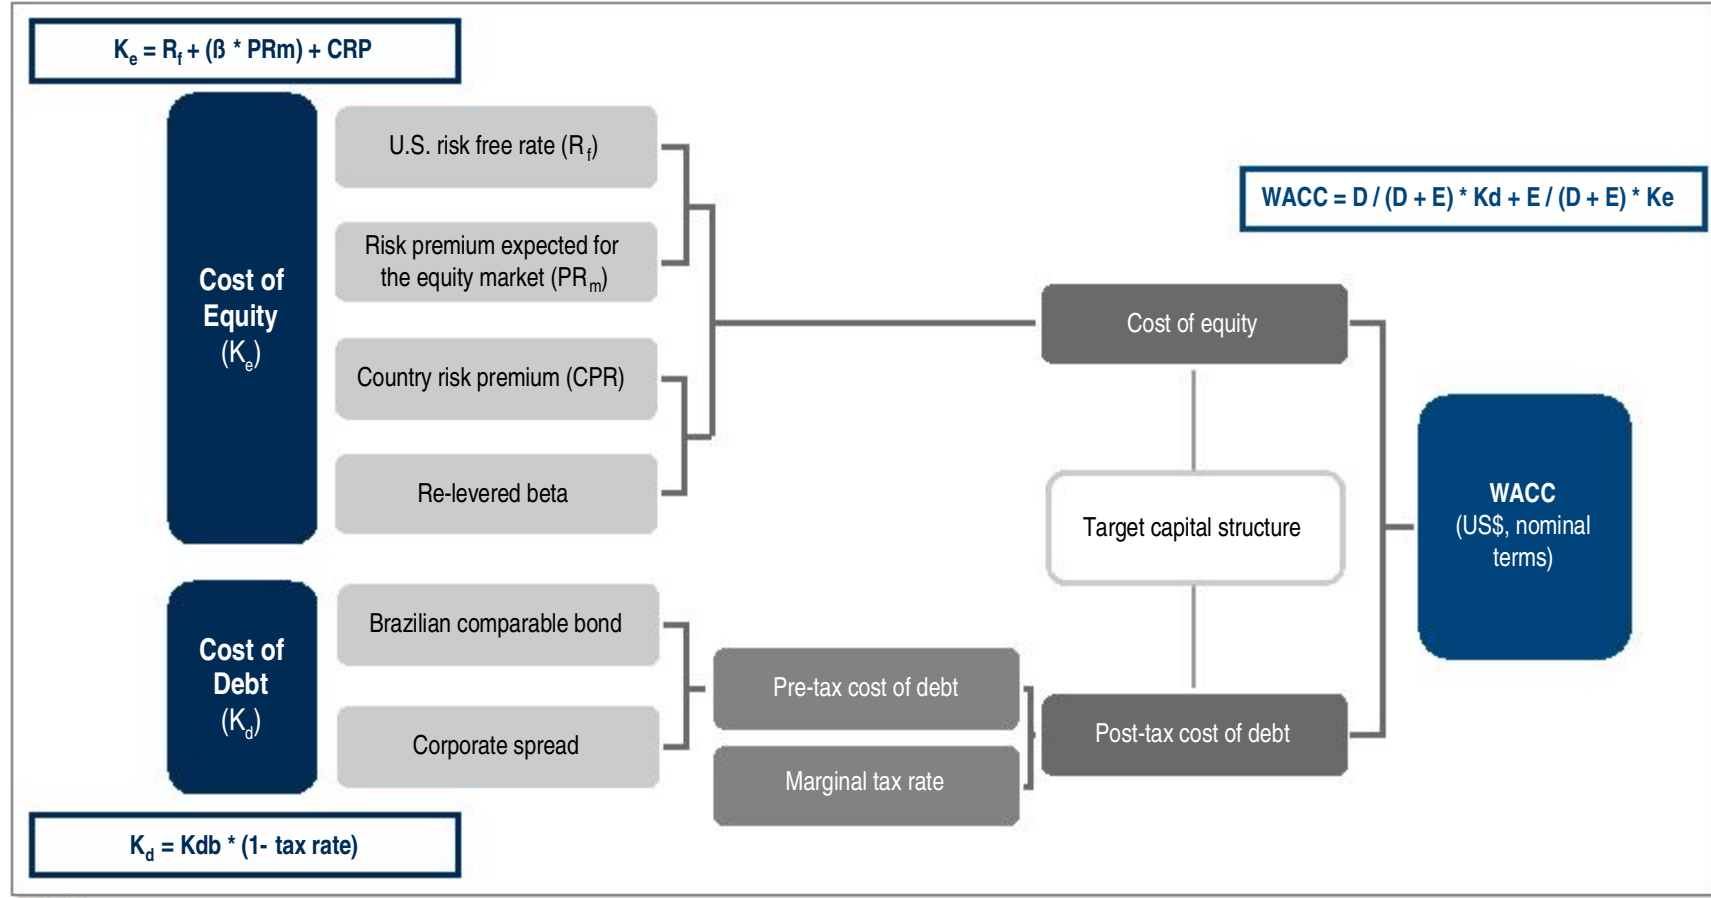 Ke = Rf + (ß * PRm) + CRP
Cost of
Equity
(Ke)
U.S. risk free rate (Rf)
Risk premium expected for
the equity market (PRm)
Country risk premium (CPR)
Re-levered beta
WACC = D / (D + E) * Kd + E / (D + E) * Ke
Cost of equity
Target capital structure
WACC
(US$, nominal
terms)
Cost of
Debt
(Kd)
Brazilian comparable bond
Corporate spread
Pre-tax cost of debt
Marginal tax rate
Post-tax cost of debt
Kd = Kdb * (1- tax rate)